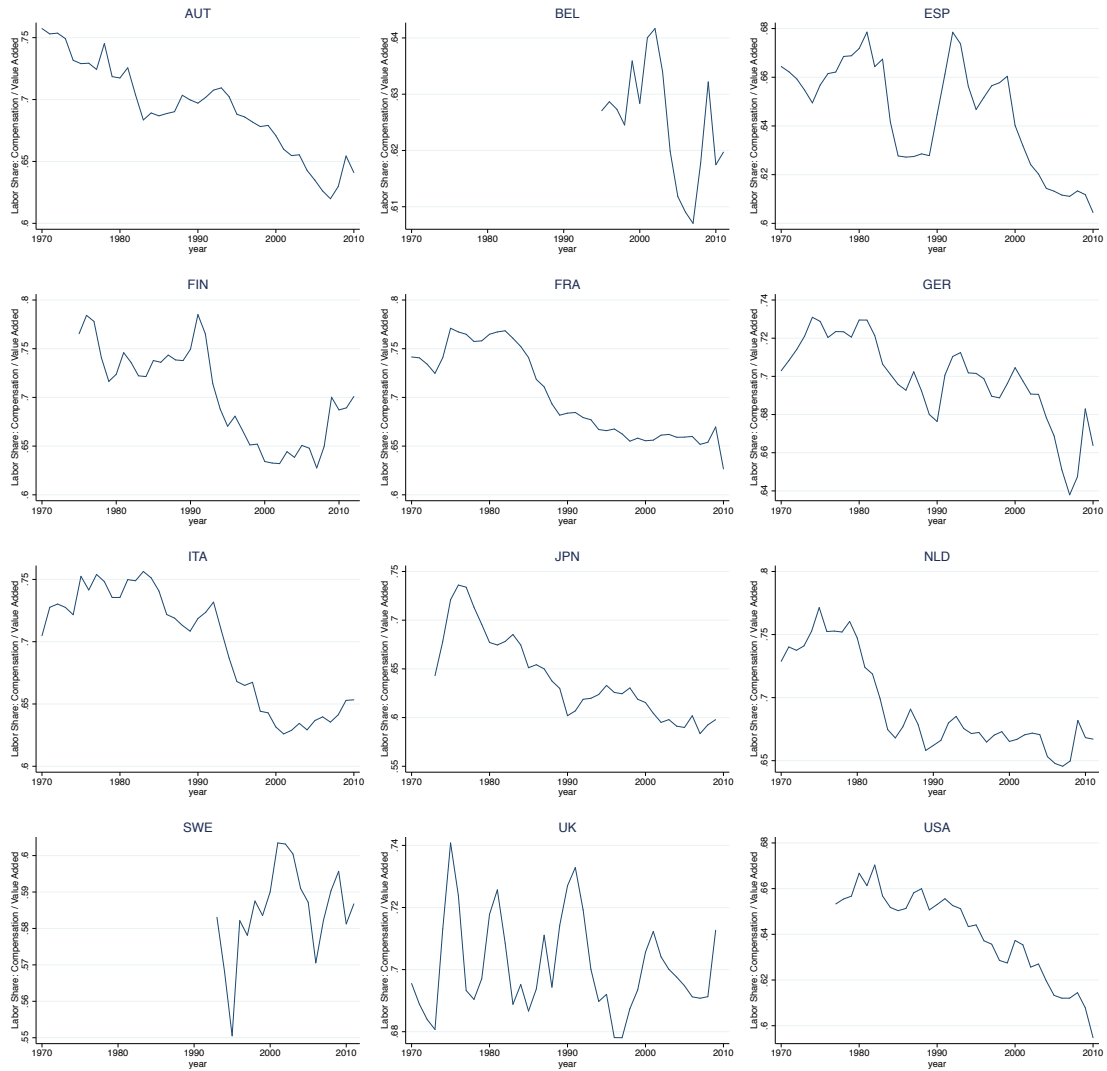 AUT
Labor Share: Compensation / Value Added
.6 .65 .7 .75
1970 1980 1990 2000 2010
year
BEL
Labor Share: Compensation / Value Added
.61 .62 .63 .64
1970 1980 1990 2000 2010
year
ESP
Labor Share: Compensation / Value Added
.6 .62 .64 .66 .68
1970 1980 1990 2000 2010
year
FIN
Labor Share: Compensation / Value Added
.6 .65 .7 .75 .8
1970 1980 1990 2000 2010
year
FRA
Labor Share: Compensation / Value Added
.6 .65 .7 .75 .8
1970 1980 1990 2000 2010
year
GER
Labor Share: Compensation / Value Added
.64 .66 .68 .7 .72 .74
1970 1980 1990 2000 2010
year
ITA
Labor Share: Compensation / Value Added
.6 .65 .7 .75
1970 1980 1990 2000 2010
year
JPN
Labor Share: Compensation / Value Added
.55 .6 .65 .7 .75
1970 1980 1990 2000 2010
year
NLD
Labor Share: Compensation / Value Added
.65 .7 .75 .8
1970 1980 1990 2000 2010
year
SWE
Labor Share: Compensation / Value Added
.55 .56 .57 .58 .59 .6
1970 1980 1990 2000 2010
year
UK
Labor Share: Compensation / Value Added
.68 .7 .72 .74
1970 1980 1990 2000 2010
year
USA
Labor Share: Compensation / Value Added
.6 .62 .64 .66 .68
1970 1980 1990 2000 2010
year